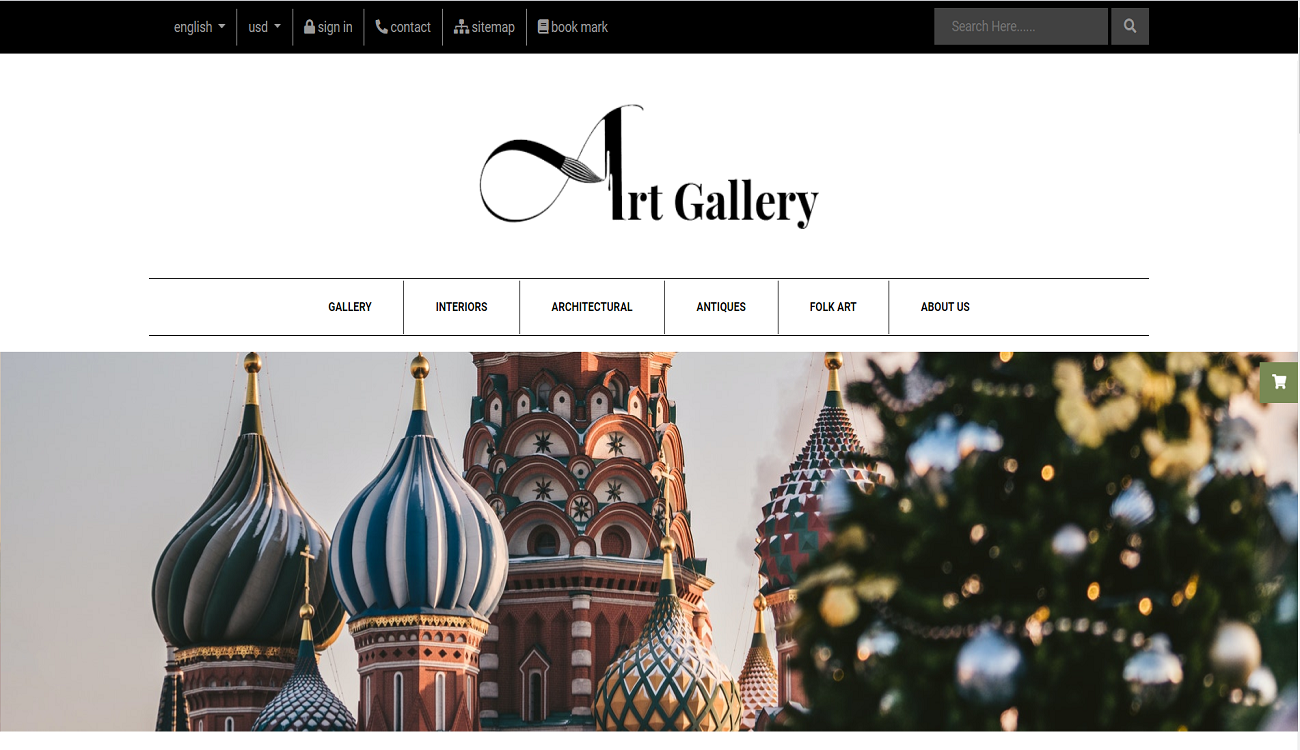 english usd sign in contact sitemap book mark Search Here......
Art Gallery
GALLERY INTERIORS ARCHITECTURAL ANTIQUES FOLK ART ABOUT US